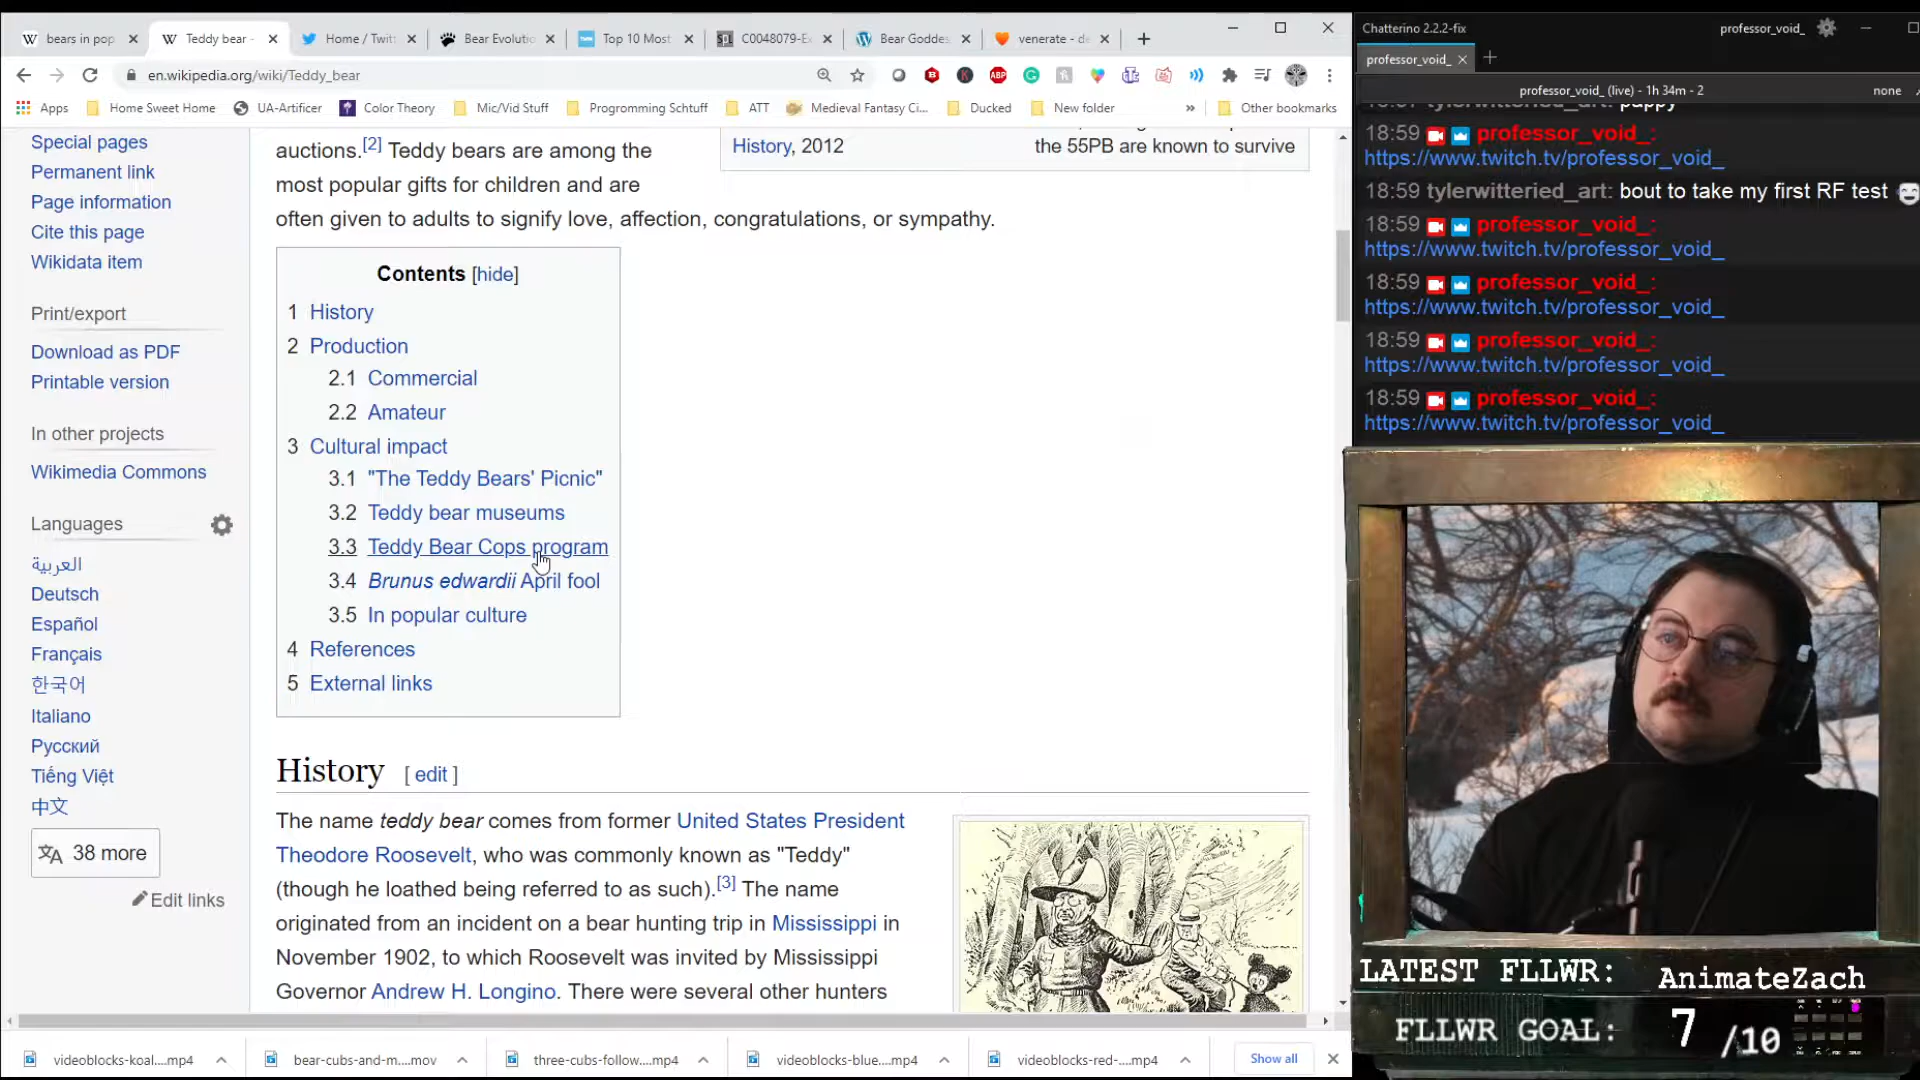 bears in pop
Teddy bear -
Home / Twitt
Bear Evoluti
Top 10 Most
C0048079-E
Bear Goddes
venerate - de
en.wikipedia.org/wiki/Teddy_bear
Apps
Home Sweet Home
UA-Artificer
Color Theory
Mic/Vid Stuff
Programming Schtuff
ATT
Medieval Fantasy Ci...
Ducked
New folder
»
Other bookmarks
Special pages
Permanent link
Page information
Cite this page
Wikidata item
Print/export
Download as PDF
Printable version
In other projects
Wikimedia Commons
Languages
العربية
Deutsch
Español
Français
한국어
Italiano
Русский
Tiếng Việt
中文
38 more
Edit links
auctions.[2] Teddy bears are among the
most popular gifts for children and are
often given to adults to signify love, affection, congratulations, or sympathy.
History, 2012
the 55PB are known to survive
Contents [hide]
1 History
2 Production
2.1 Commercial
2.2 Amateur
3 Cultural impact
3.1 "The Teddy Bears' Picnic"
3.2 Teddy bear museums
3.3 Teddy Bear Cops program
3.4 Brunus edwardii April fool
3.5 In popular culture
4 References
5 External links
History [ edit ]
The name teddy bear comes from former United States President
Theodore Roosevelt, who was commonly known as "Teddy"
(though he loathed being referred to as such).[3] The name
originated from an incident on a bear hunting trip in Mississippi in
November 1902, to which Roosevelt was invited by Mississippi
Governor Andrew H. Longino. There were several other hunters
videoblocks-koal....mp4
bear-cubs-and-m....mov
three-cubs-follow....mp4
videoblocks-blue....mp4
videoblocks-red-....mp4
Show all
Chatterino 2.2.2-fix
professor_void_
professor_void_
professor_void_ (live) - 1h 34m - 2
none
tylerwitteried_art: puppy
18:59 professor_void_:
https://www.twitch.tv/professor_void_
18:59 tylerwitteried_art: bout to take my first RF test
18:59 professor_void_:
https://www.twitch.tv/professor_void_
18:59 professor_void_:
https://www.twitch.tv/professor_void_
18:59 professor_void_:
https://www.twitch.tv/professor_void_
18:59 professor_void_:
https://www.twitch.tv/professor_void_
LATEST FLLWR: AnimateZach
FLLWR GOAL: 7 /10